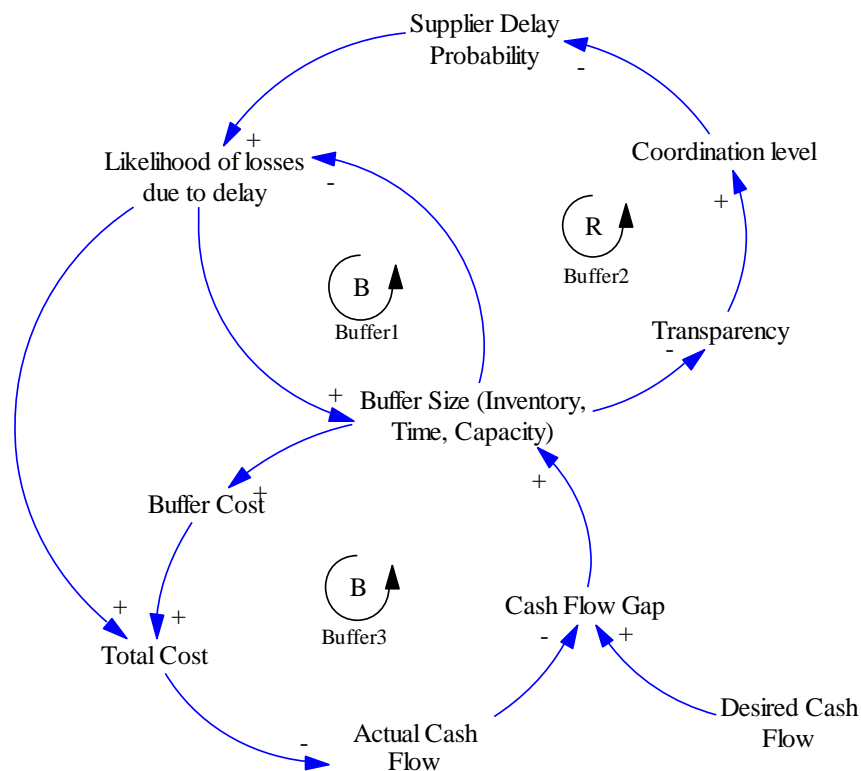 Supplier Delay
Probability
-
+
Likelihood of losses
due to delay
-
Coordination level
+
R
Buffer2
B
Buffer1
Transparency
-
+
Buffer Size (Inventory,
Time, Capacity)
+
+
Buffer Cost
B
Buffer3
+
+
Total Cost
Cash Flow Gap
-
+
-
Actual Cash
Flow
Desired Cash
Flow